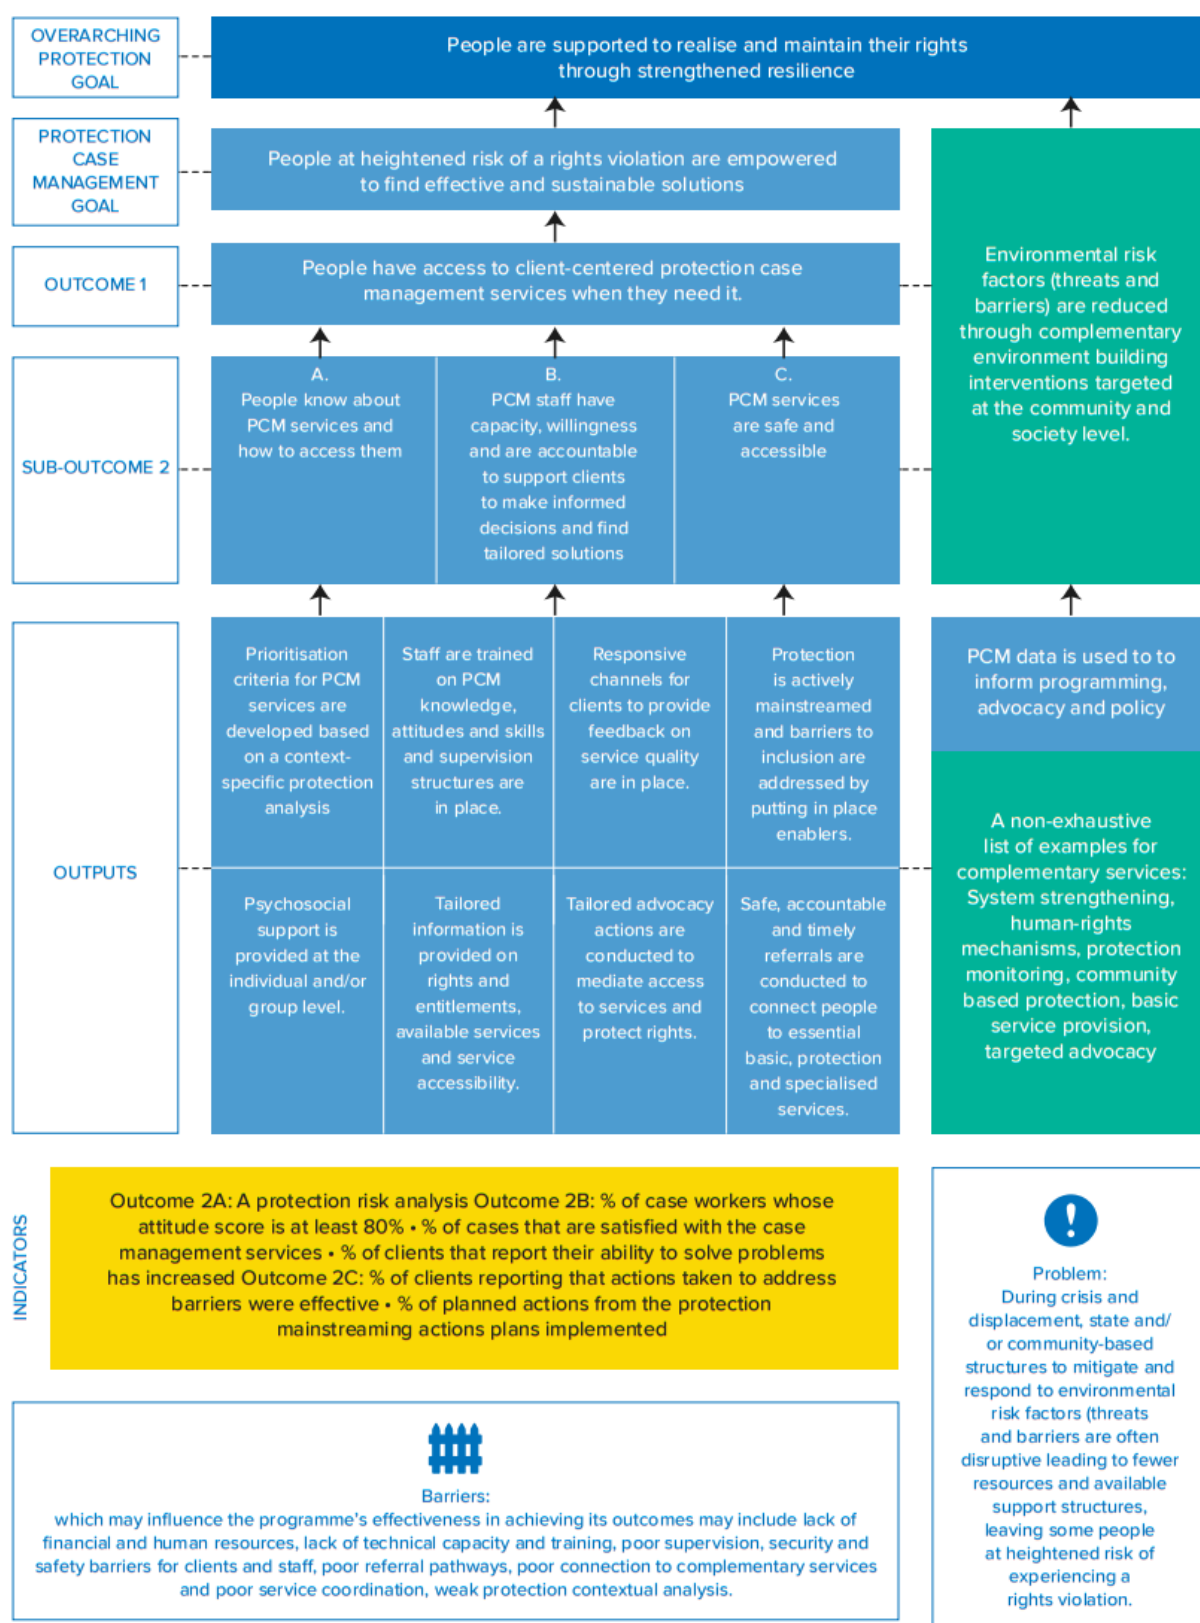 OVERARCHING
PROTECTION
GOAL
People are supported to realise and maintain their rights
through strengthened resilience
PROTECTION
CASE
MANAGEMENT
GOAL
People at heightened risk of a rights violation are empowered
to find effective and sustainable solutions
OUTCOME 1
People have access to client-centered protection case
management services when they need it.
Environmental risk
factors (threats and
barriers) are reduced
through complementary
environment building
interventions targeted
at the community and
society level.
SUB-OUTCOME 2
A.
People know about
PCM services and
how to access them
B.
PCM staff have
capacity, willingness
and are accountable
to support clients
to make informed
decisions and find
tailored solutions
C.
PCM services
are safe and
accessible
OUTPUTS
Prioritisation
criteria for PCM
services are
developed based
on a context-
specific protection
analysis
Staff are trained
on PCM
knowledge,
attitudes and skills
and supervision
structures are
in place.
Responsive
channels for
clients to provide
feedback on
service quality
are in place.
Protection
is actively
mainstreamed
and barriers to
inclusion are
addressed by
putting in place
enablers.
PCM data is used to to
inform programming,
advocacy and policy
Psychosocial
support is
provided at the
individual and/or
group level.
Tailored
information is
provided on
rights and
entitlements,
available services
and service
accessibility.
Tailored advocacy
actions are
conducted to
mediate access
to services and
protect rights.
Safe, accountable
and timely
referrals are
conducted to
connect people
to essential
basic, protection
and specialised
services.
A non-exhaustive
list of examples for
complementary services:
System strengthening,
human-rights
mechanisms, protection
monitoring, community
based protection, basic
service provision,
targeted advocacy
INDICATORS
Outcome 2A: A protection risk analysis Outcome 2B: % of case workers whose
attitude score is at least 80% • % of cases that are satisfied with the case
management services • % of clients that report their ability to solve problems
has increased Outcome 2C: % of clients reporting that actions taken to address
barriers were effective • % of planned actions from the protection
mainstreaming actions plans implemented
Barriers:
which may influence the programme's effectiveness in achieving its outcomes may include lack of
financial and human resources, lack of technical capacity and training, poor supervision, security and
safety barriers for clients and staff, poor referral pathways, poor connection to complementary services
and poor service coordination, weak protection contextual analysis.
!
Problem:
During crisis and
displacement, state and/
or community-based
structures to mitigate and
respond to environmental
risk factors (threats
and barriers are often
disruptive leading to fewer
resources and available
support structures,
leaving some people
at heightened risk of
experiencing a
rights violation.